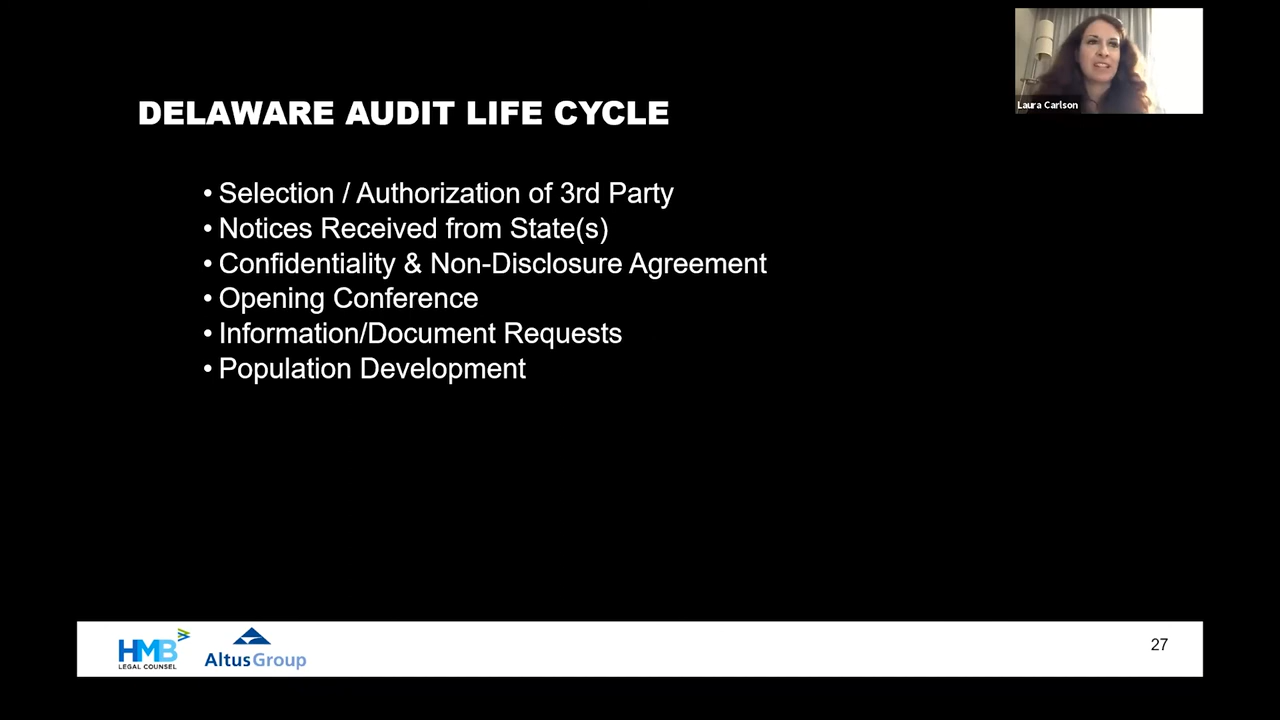 Laura Carlson
DELAWARE AUDIT LIFE CYCLE
• Selection / Authorization of 3rd Party
• Notices Received from State(s)
• Confidentiality & Non-Disclosure Agreement
• Opening Conference
• Information/Document Requests
• Population Development
HMB
LEGAL COUNSEL
AltusGroup
27